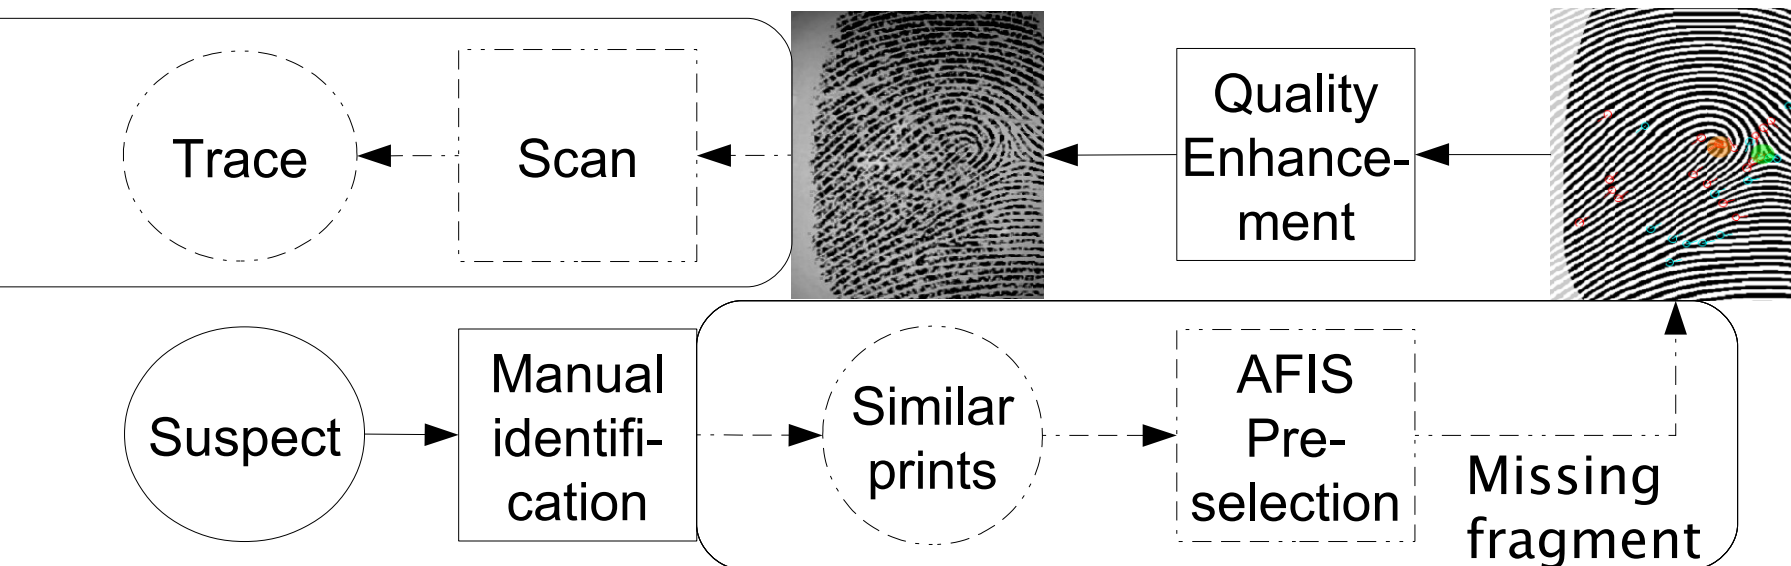 Trace
Scan
Quality
Enhance-
ment
Suspect
Manual
identifi-
cation
Similar
prints
AFIS
Pre-
selection
Missing
fragment